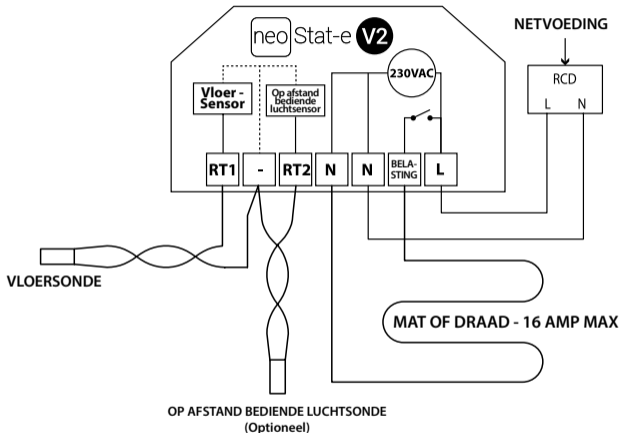 neo Stat-e V2
NETVOEDING
RCD
L N
230VAC
Vloer -
Sensor
Op afstand
bediende
luchtsensor
RT1 - RT2 N N BELA-
STING L
VLOERSONDE
MAT OF DRAAD - 16 AMP MAX
OP AFSTAND BEDIENDE LUCHTSONDE
(Optioneel)